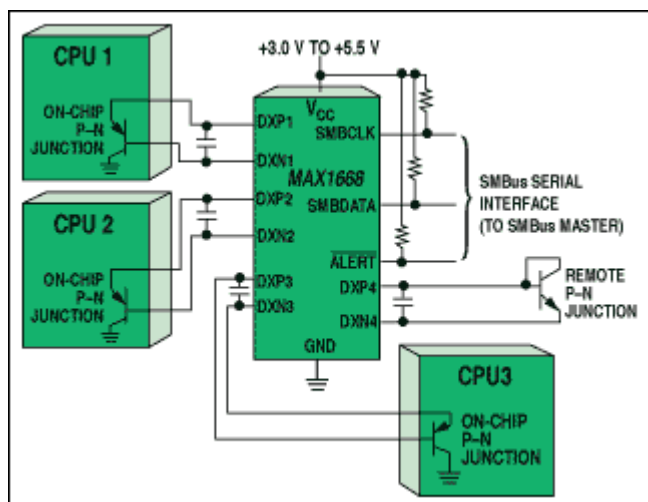 CPU 1
ON-CHIP
P–N
JUNCTION
CPU 2
ON-CHIP
P–N
JUNCTION
+3.0 V TO +5.5 V
VCC
DXP1
DXN1
DXP2
DXN2
DXP3
DXN3
MAX1668
SMBCLK
SMBDATA
ALERT
DXP4
DXN4
GND
SMBus SERIAL
INTERFACE
(TO SMBus MASTER)
REMOTE
P–N
JUNCTION
CPU3
ON-CHIP
P–N
JUNCTION